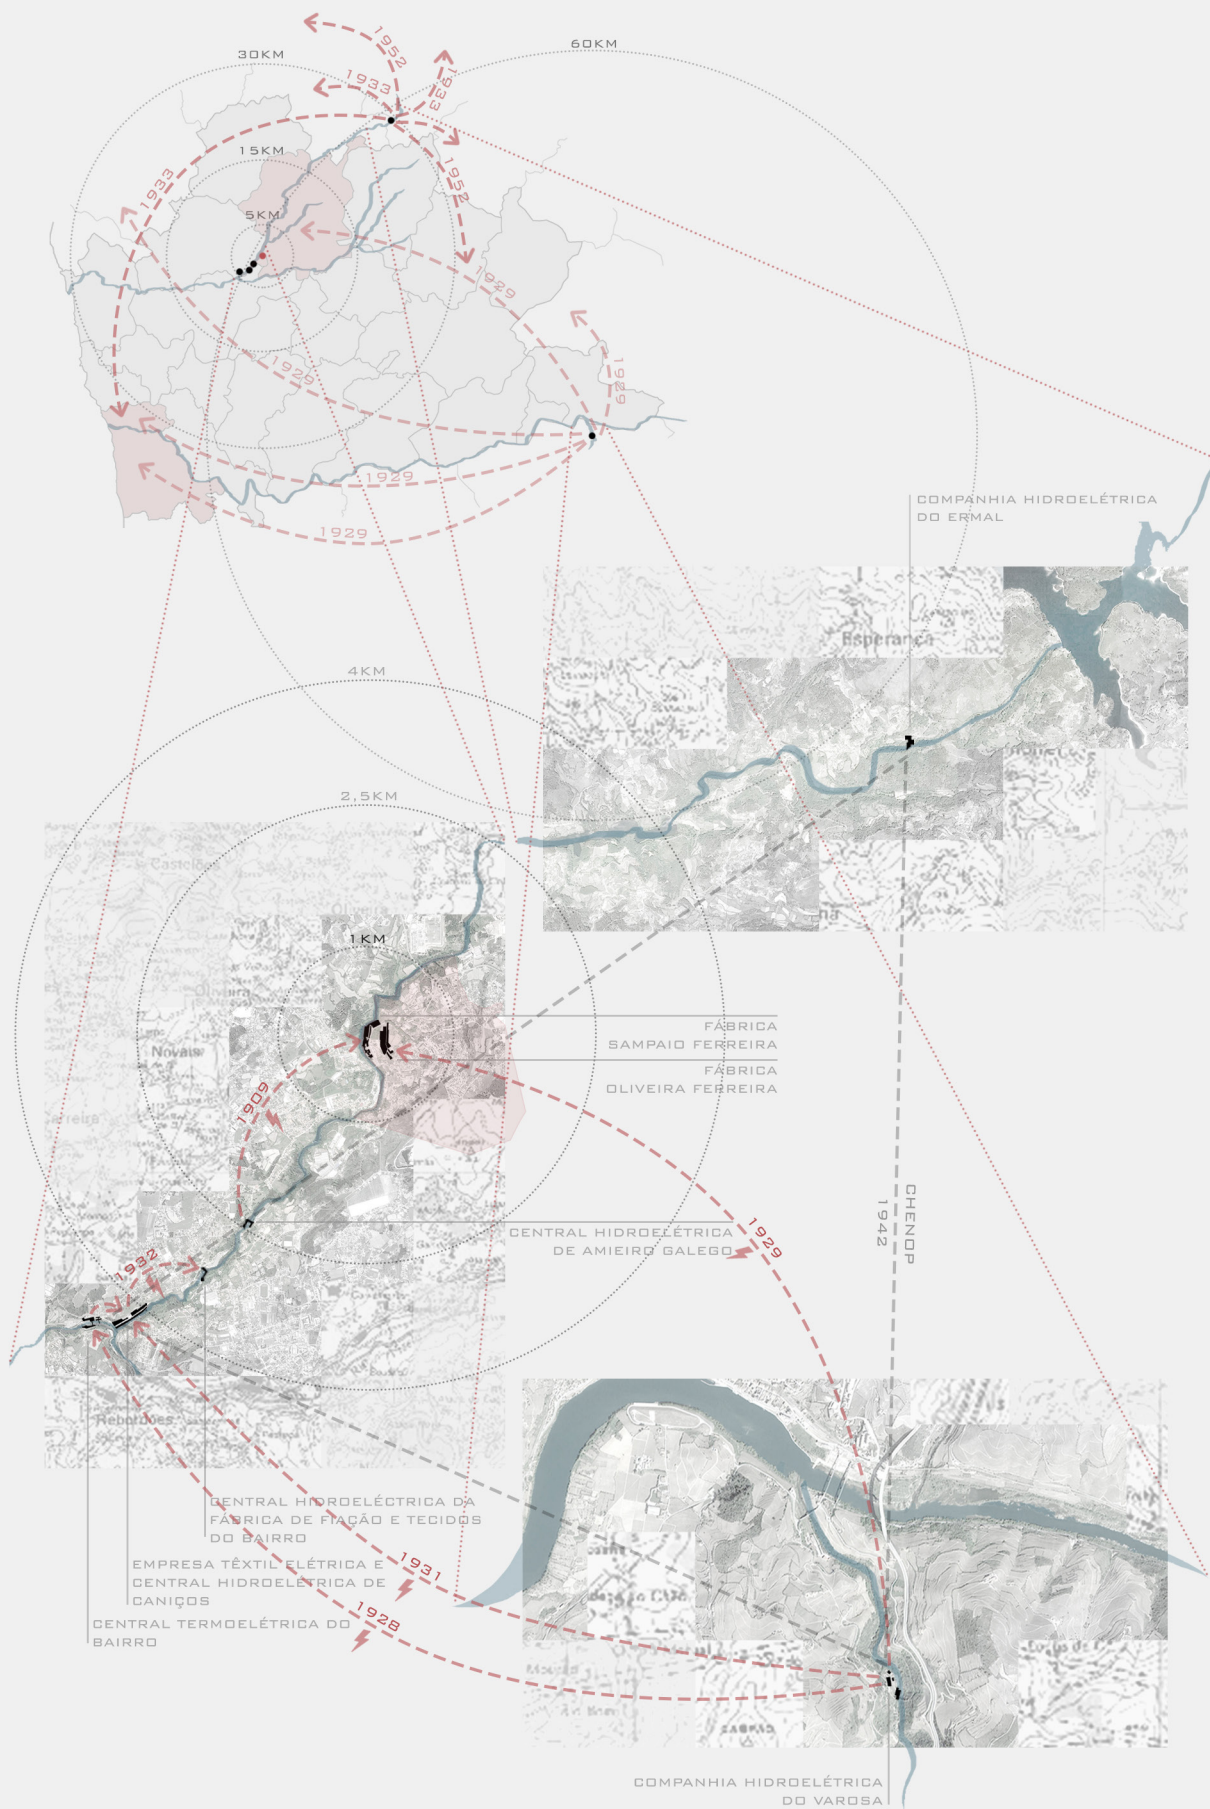 1952
30KM
60KM
1933
1933
15KM
1933
1952
5KM
1929
1929
1929
1929
1929
COMPANHIA HIDROELÉTRICA
DO ERMAL
Esperança
4KM
2,5KM
1KM
Oliveira
Novais
FÁBRICA
SAMPAIO FERREIRA
FÁBRICA
OLIVEIRA FERREIRA
1909
CHENOP
1942
CENTRAL HIDROELÉTRICA
DE AMIEIRO GALEGO
1929
1932
Rebordões
CENTRAL HIDROELÉCTRICA DA
FÁBRICA DE FIAÇÃO E TECIDOS
DO BAIRRO
EMPRESA TÊXTIL ELÉTRICA E
CENTRAL HIDROELÉTRICA DE
CANIÇOS
CENTRAL TERMOELÉTRICA DO
BAIRRO
1931
1928
COMPANHIA HIDROELÉTRICA
DO VAROSA